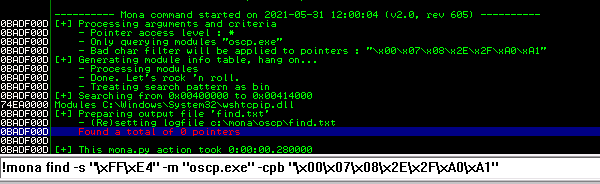 ---------- Mona command started on 2021-05-31 12:00:04 (v2.0, rev 605) ----------
0BADF00D [+] Processing arguments and criteria
0BADF00D - Pointer access level : #
0BADF00D - Only querying modules "oscp.exe"
0BADF00D - Bad char filter will be applied to pointers : "\x00\x07\x08\x2E\x2F\xA0\xA1"
0BADF00D [+] Generating module info table, hang on...
0BADF00D - Processing modules
0BADF00D - Done. Let's rock 'n roll.
0BADF00D - Treating search pattern as bin
0BADF00D [+] Searching from 0x00400000 to 0x00414000
74EA0000 Modules C:\Windows\System32\wshtcpip.dll
0BADF00D [+] Preparing output file 'find.txt'
0BADF00D - (Re)setting logfile c:\mona\oscp\find.txt
0BADF00D Found a total of 0 pointers
0BADF00D
0BADF00D [+] This mona.py action took 0:00:00.280000
!mona find -s "\xFF\xE4" -m "oscp.exe" -cpb "\x00\x07\x08\x2E\x2F\xA0\xA1"